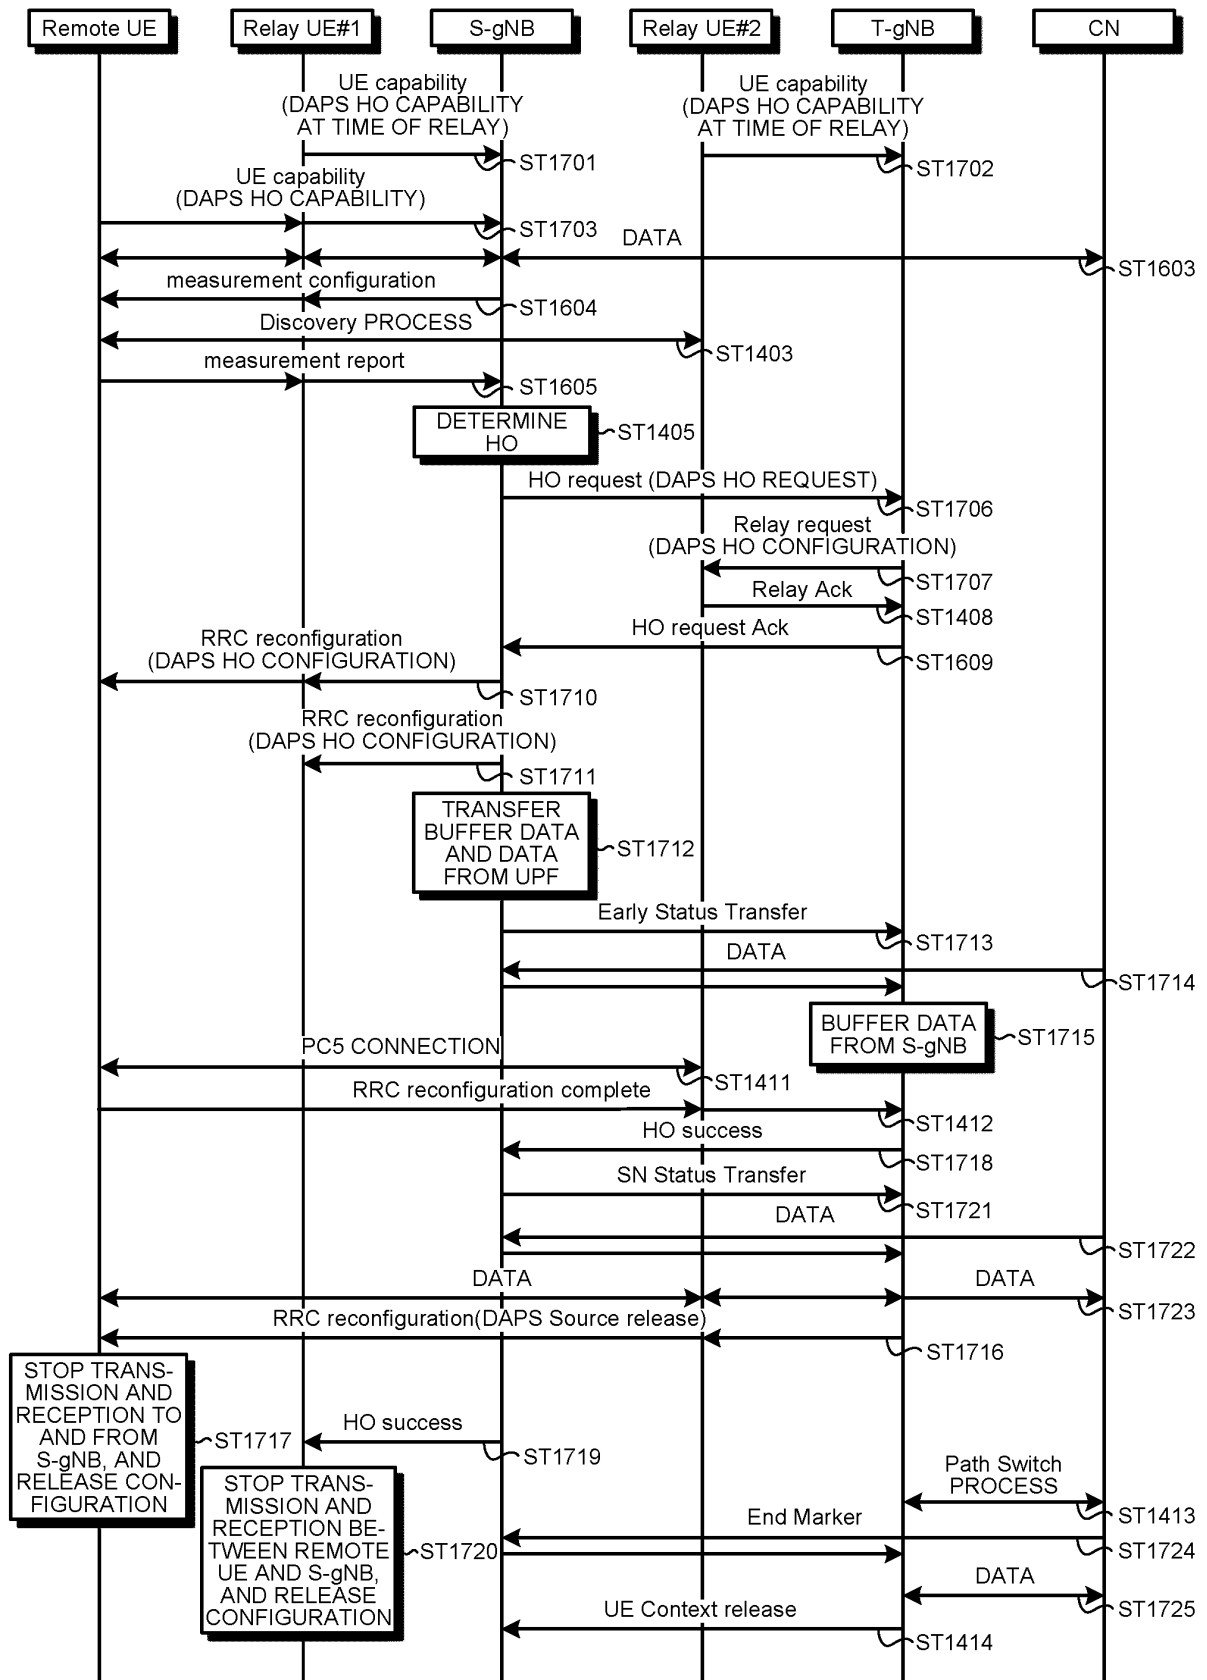 Remote UE
Relay UE#1
S-gNB
Relay UE#2
T-gNB
CN
UE capability
(DAPS HO CAPABILITY
AT TIME OF RELAY)
ST1701
UE capability
(DAPS HO CAPABILITY
AT TIME OF RELAY)
ST1702
UE capability
(DAPS HO CAPABILITY)
ST1703
DATA
ST1603
measurement configuration
ST1604
Discovery PROCESS
ST1403
measurement report
ST1605
DETERMINE
HO
ST1405
HO request (DAPS HO REQUEST)
ST1706
Relay request
(DAPS HO CONFIGURATION)
ST1707
Relay Ack
ST1408
HO request Ack
ST1609
RRC reconfiguration
(DAPS HO CONFIGURATION)
ST1710
RRC reconfiguration
(DAPS HO CONFIGURATION)
ST1711
TRANSFER
BUFFER DATA
AND DATA
FROM UPF
ST1712
Early Status Transfer
ST1713
DATA
ST1714
BUFFER DATA
FROM S-gNB
ST1715
PC5 CONNECTION
ST1411
RRC reconfiguration complete
ST1412
HO success
ST1718
SN Status Transfer
ST1721
DATA
ST1722
DATA
DATA
ST1723
RRC reconfiguration(DAPS Source release)
ST1716
STOP TRANS-
MISSION AND
RECEPTION TO
AND FROM
S-gNB, AND
RELEASE CON-
FIGURATION
ST1717
HO success
ST1719
STOP TRANS-
MISSION AND
RECEPTION BE-
TWEEN REMOTE
UE AND S-gNB,
AND RELEASE
CONFIGURATION
ST1720
Path Switch
PROCESS
ST1413
End Marker
ST1724
DATA
ST1725
UE Context release
ST1414